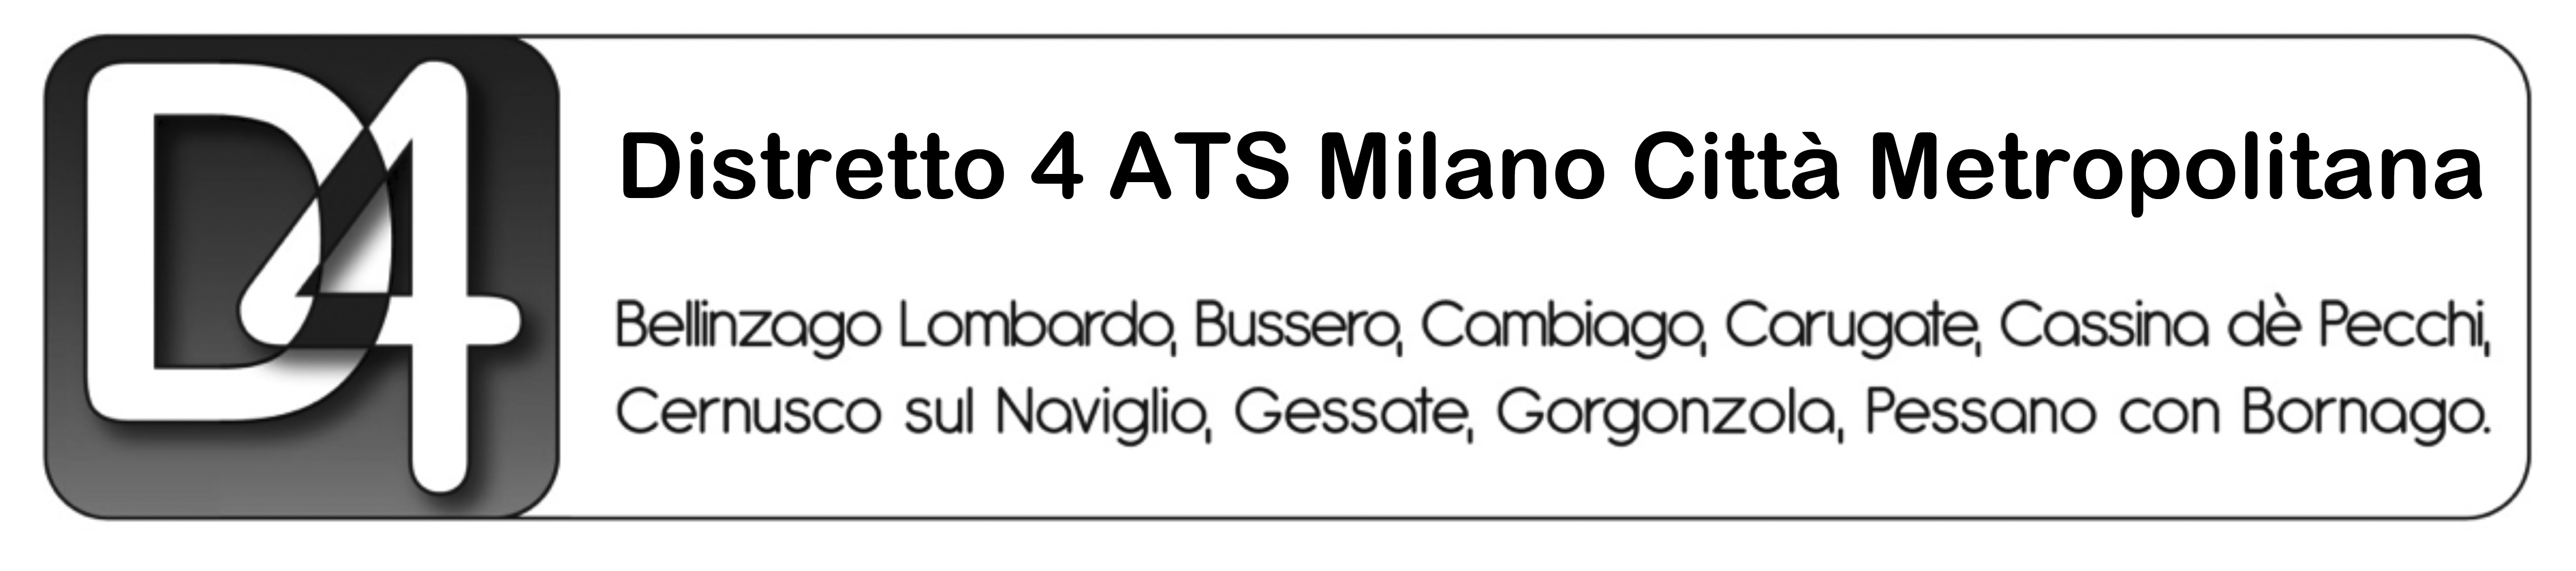 D4
Distretto 4 ATS Milano Città Metropolitana
Bellinzago Lombardo, Bussero, Cambiago, Carugate, Cassina dè Pecchi,
Cernusco sul Naviglio, Gessate, Gorgonzola, Pessano con Bornago.